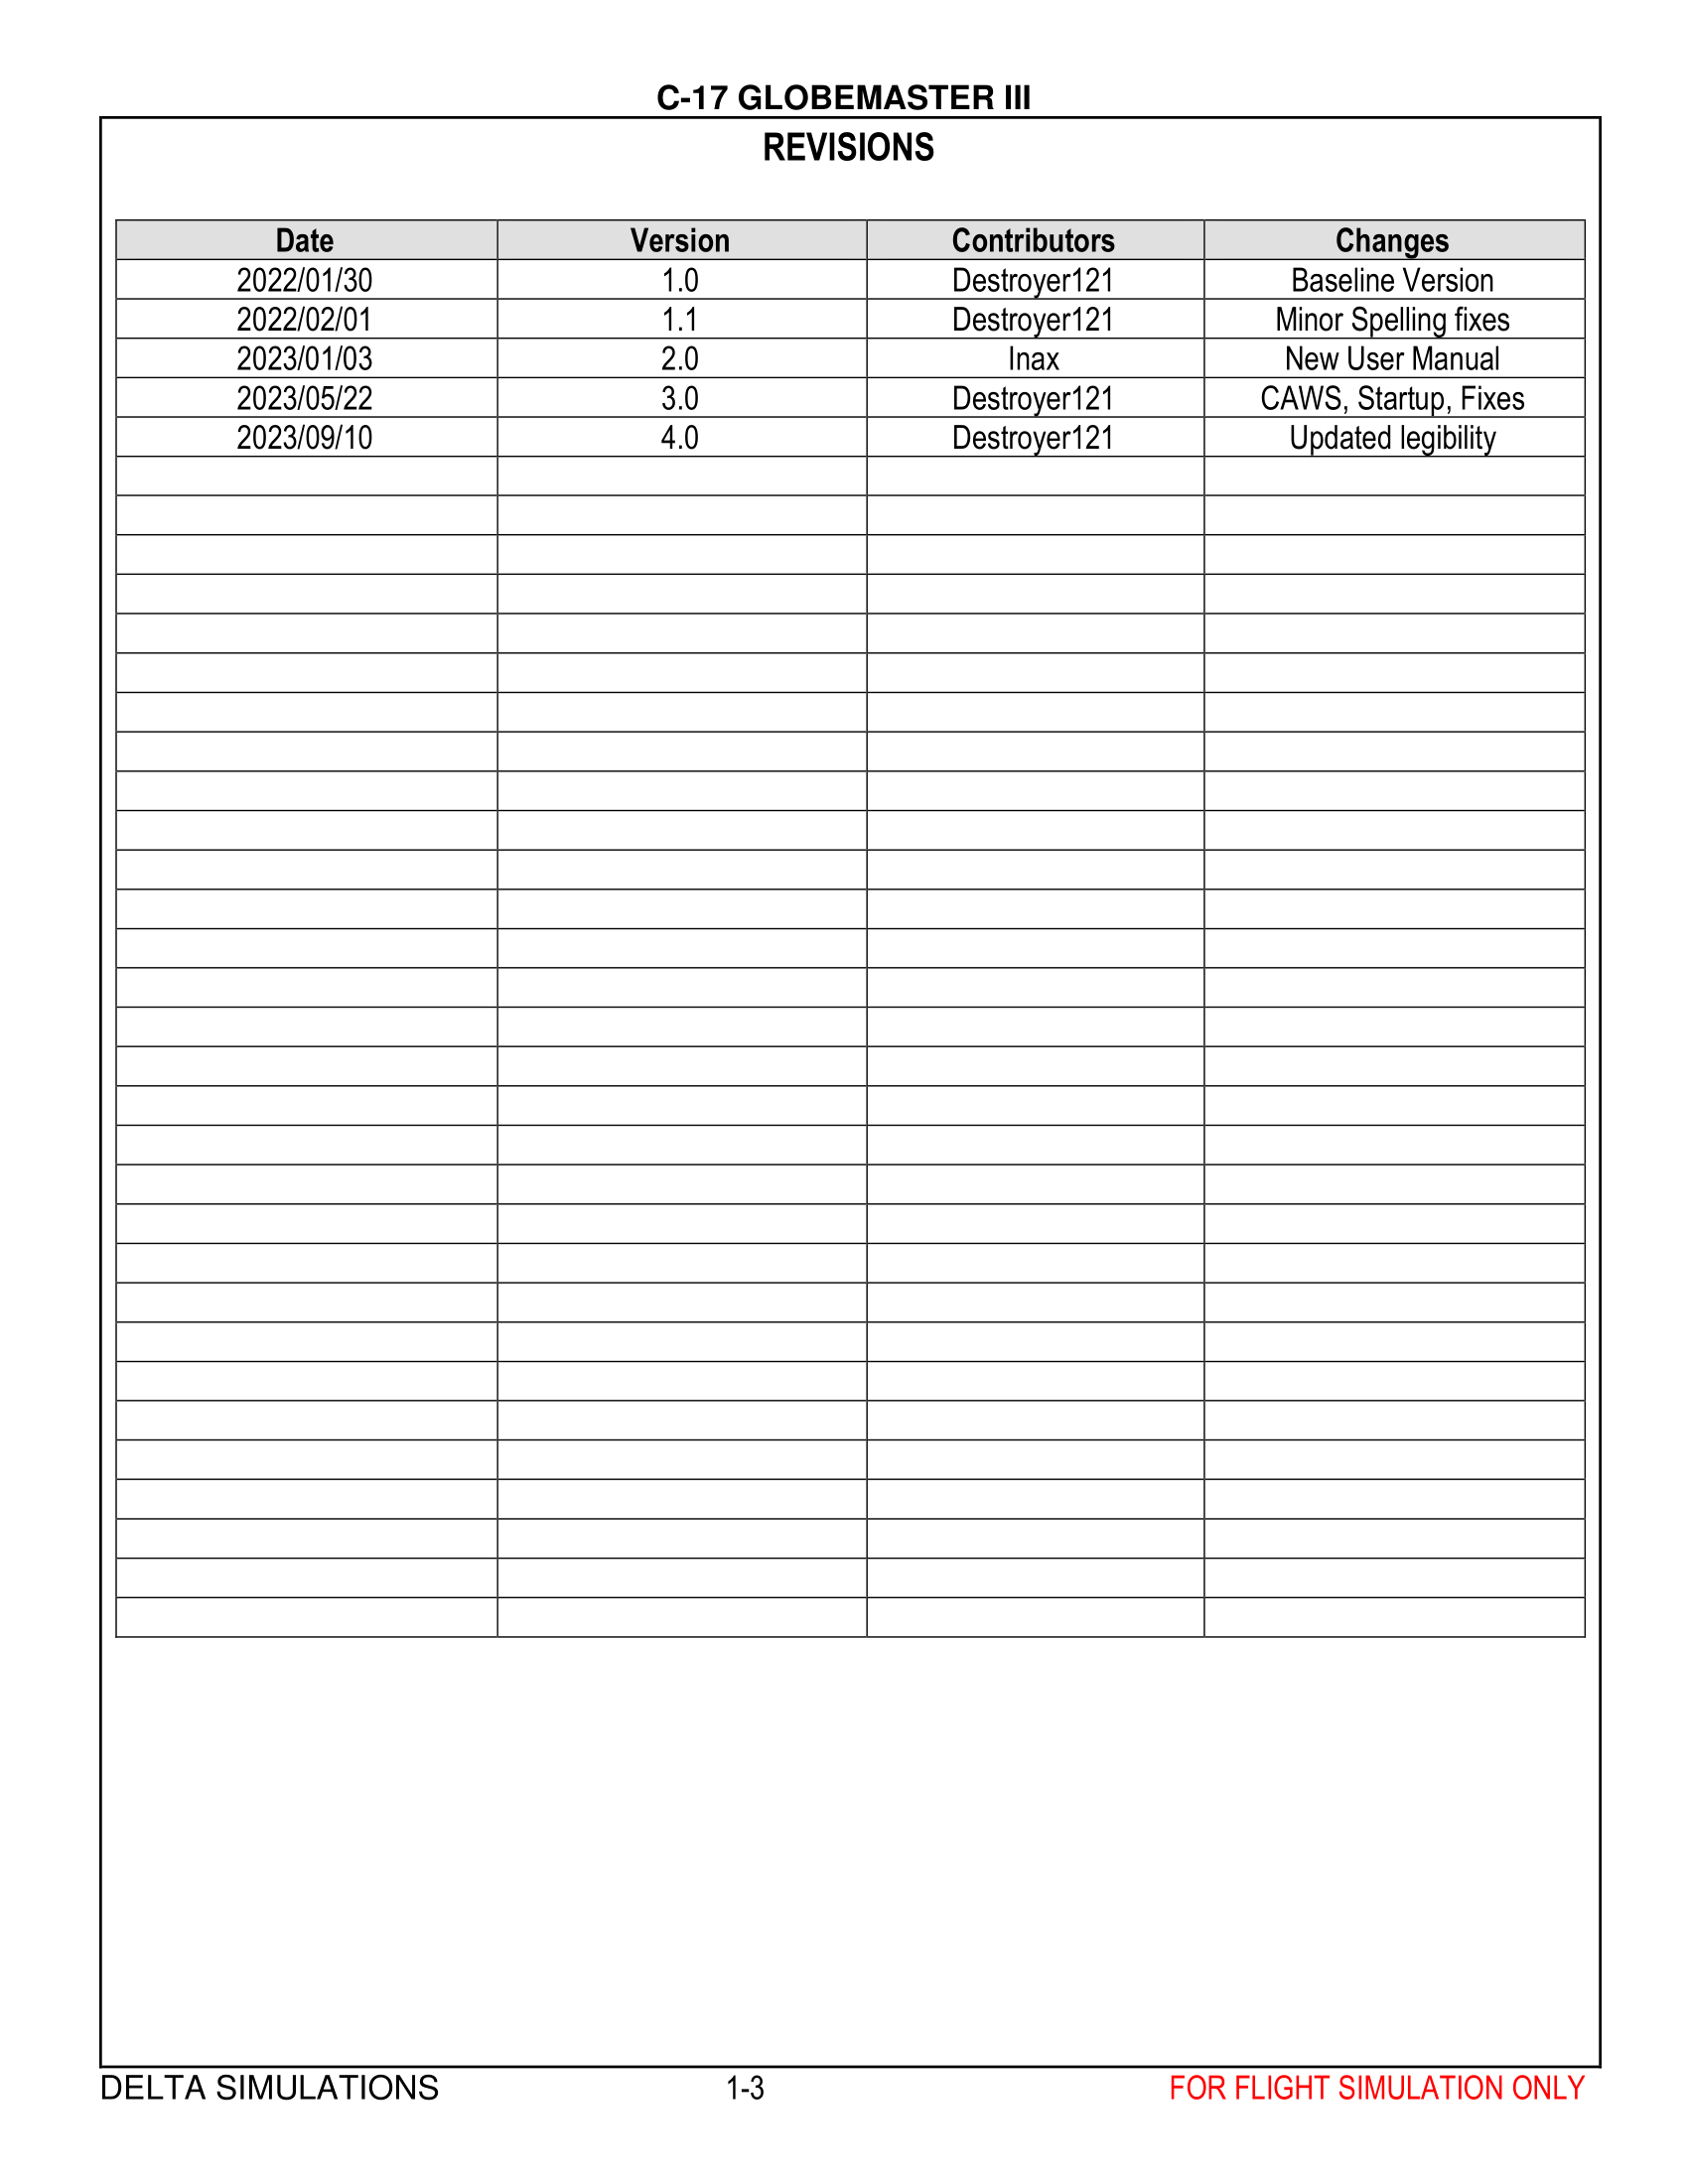 C-17 GLOBEMASTER III
REVISIONS
Date Version Contributors Changes
2022/01/30 1.0 Destroyer121 Baseline Version
2022/02/01 1.1 Destroyer121 Minor Spelling fixes
2023/01/03 2.0 Inax New User Manual
2023/05/22 3.0 Destroyer121 CAWS, Startup, Fixes
2023/09/10 4.0 Destroyer121 Updated legibility
DELTA SIMULATIONS 1-3 FOR FLIGHT SIMULATION ONLY